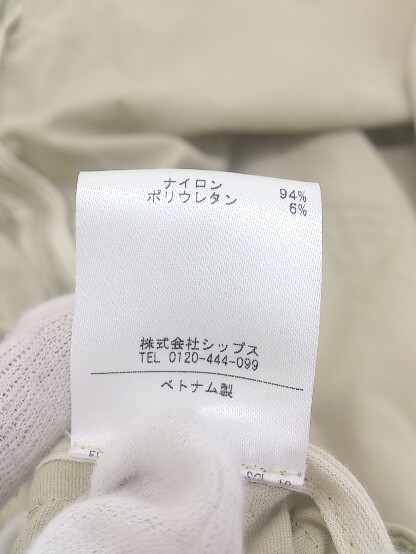 ナイロン 94%
ポリウレタン 6%
株式会社シップス
TEL 0120-444-099
ベトナム製